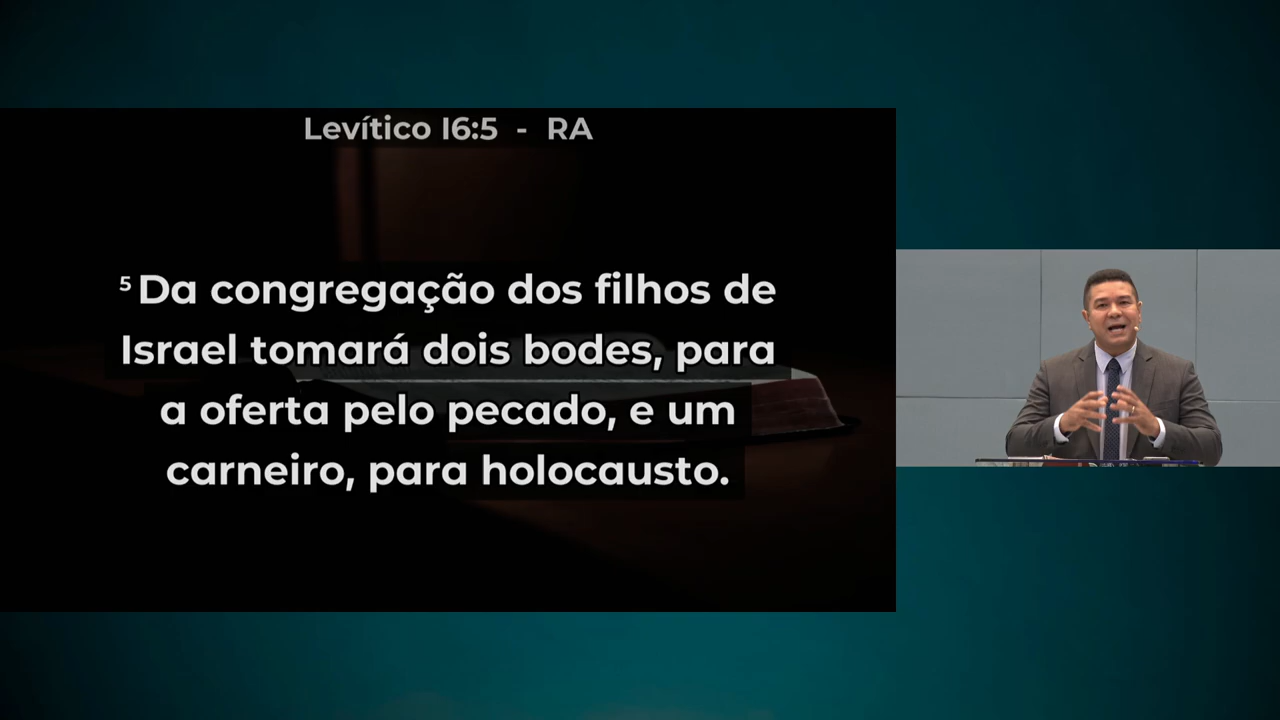 Levítico 16:5 - RA
5 Da congregação dos filhos de
Israel tomará dois bodes, para
a oferta pelo pecado, e um
carneiro, para holocausto.